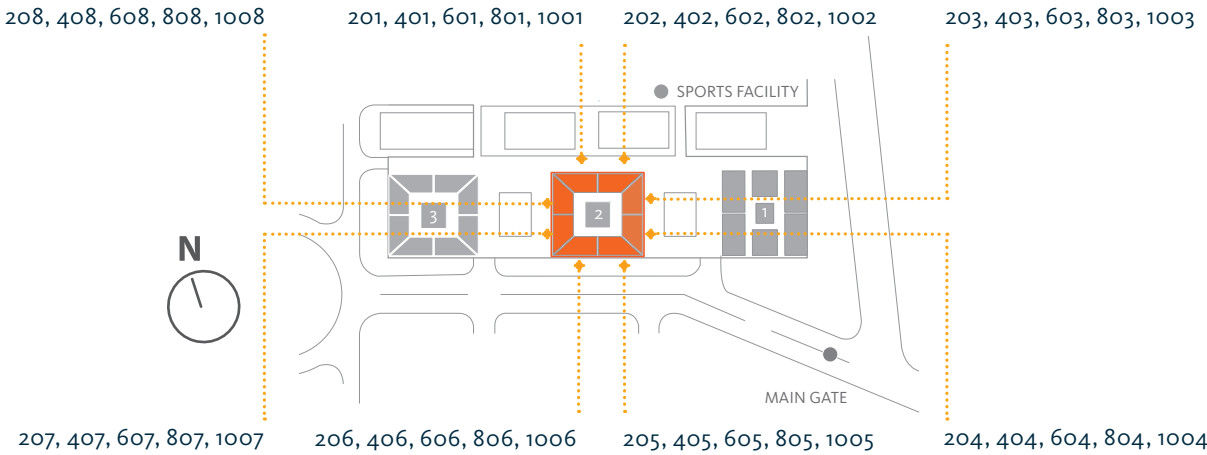 208, 408, 608, 808, 1008
201, 401, 601, 801, 1001
202, 402, 602, 802, 1002
203, 403, 603, 803, 1003
SPORTS FACILITY
3
2
1
N
MAIN GATE
207, 407, 607, 807, 1007
206, 406, 606, 806, 1006
205, 405, 605, 805, 1005
204, 404, 604, 804, 1004